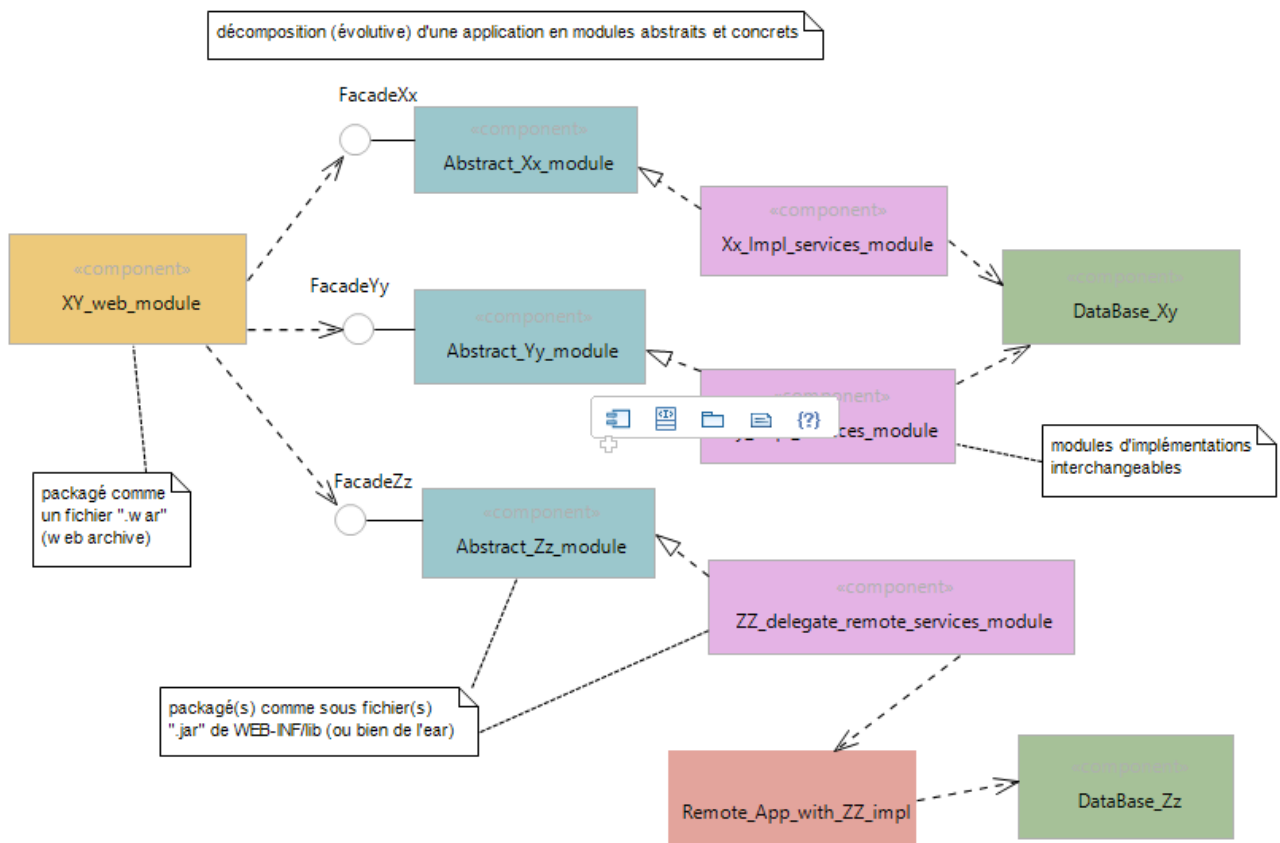 décomposition (évolutive) d'une application en modules abstraits et concrets
FacadeXx
«component»
Abstract_Xx_module
«component»
Xx_Impl_services_module
«component»
XY_web_module
«component»
DataBase_Xy
FacadeYy
«component»
Abstract_Yy_module
«component»
{?}
ces_module
modules d'implémentations
interchangeables
packagé comme
un fichier ".war"
(web archive)
FacadeZz
«component»
Abstract_Zz_module
«component»
ZZ_delegate_remote_services_module
packagé(s) comme sous fichier(s)
".jar" de WEB-INF/lib (ou bien de l'ear)
Remote_App_with_ZZ_impl
«component»
DataBase_Zz